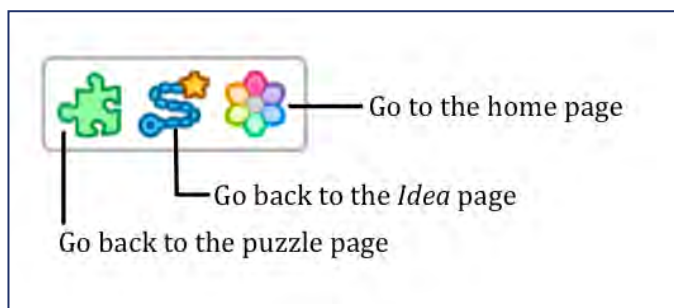 Go to the home page
Go back to the Idea page
Go back to the puzzle page